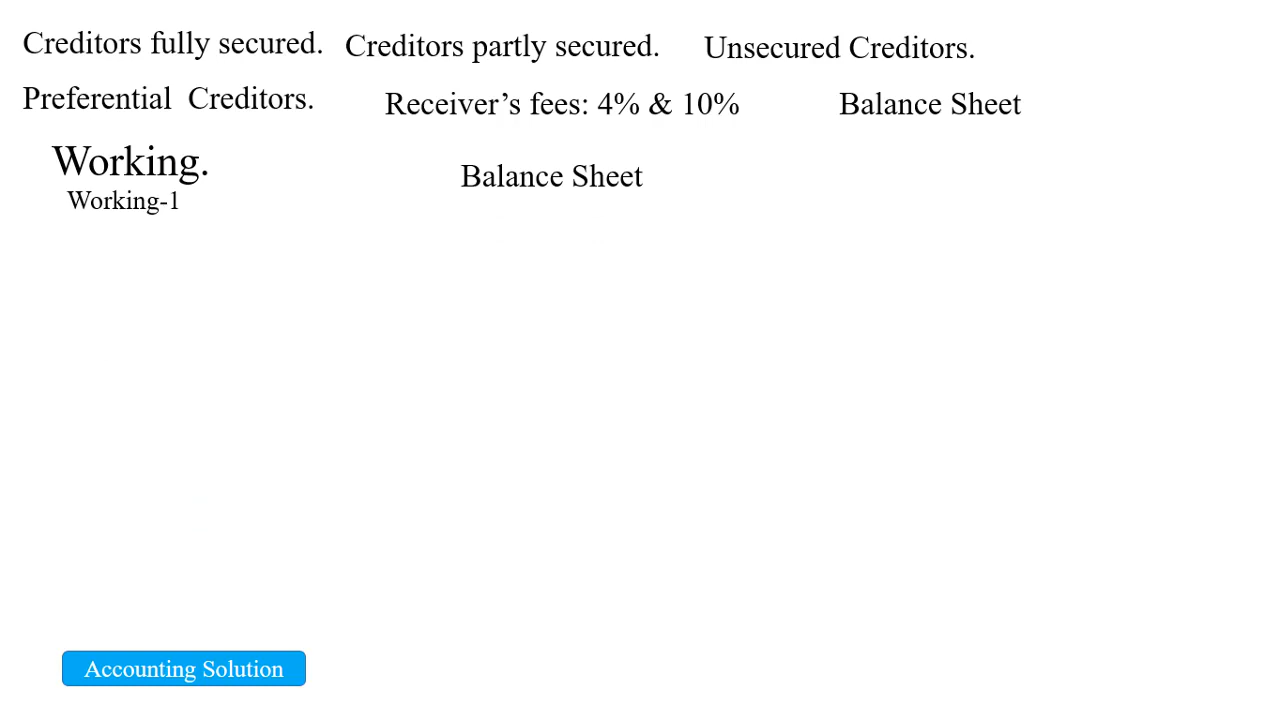 Creditors fully secured. Creditors partly secured. Unsecured Creditors.
Preferential Creditors. Receiver’s fees: 4% & 10% Balance Sheet
Working. Balance Sheet
Working-1
Accounting Solution